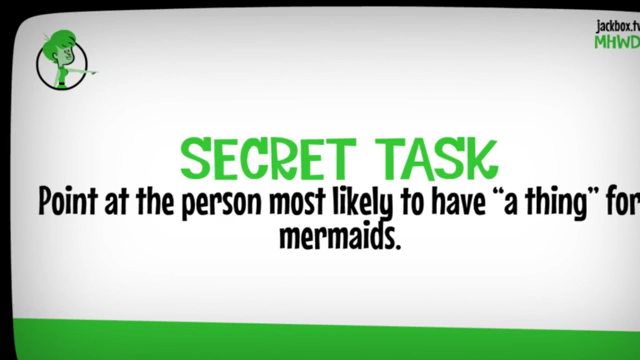 jackbox.tv
MHWD
SECRET TASK
Point at the person most likely to have “a thing” for
mermaids.